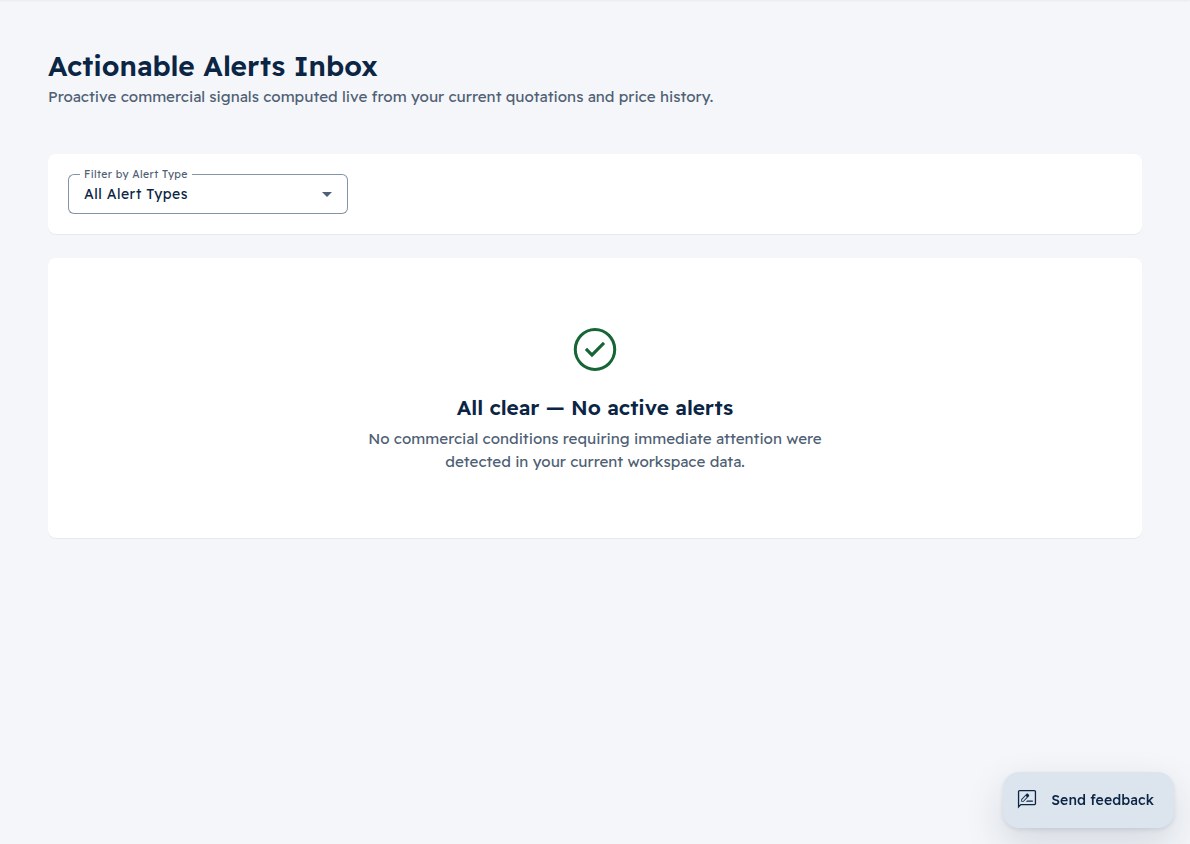 Actionable Alerts Inbox
Proactive commercial signals computed live from your current quotations and price history.
Filter by Alert Type
All Alert Types
All clear — No active alerts
No commercial conditions requiring immediate attention were
detected in your current workspace data.
Send feedback